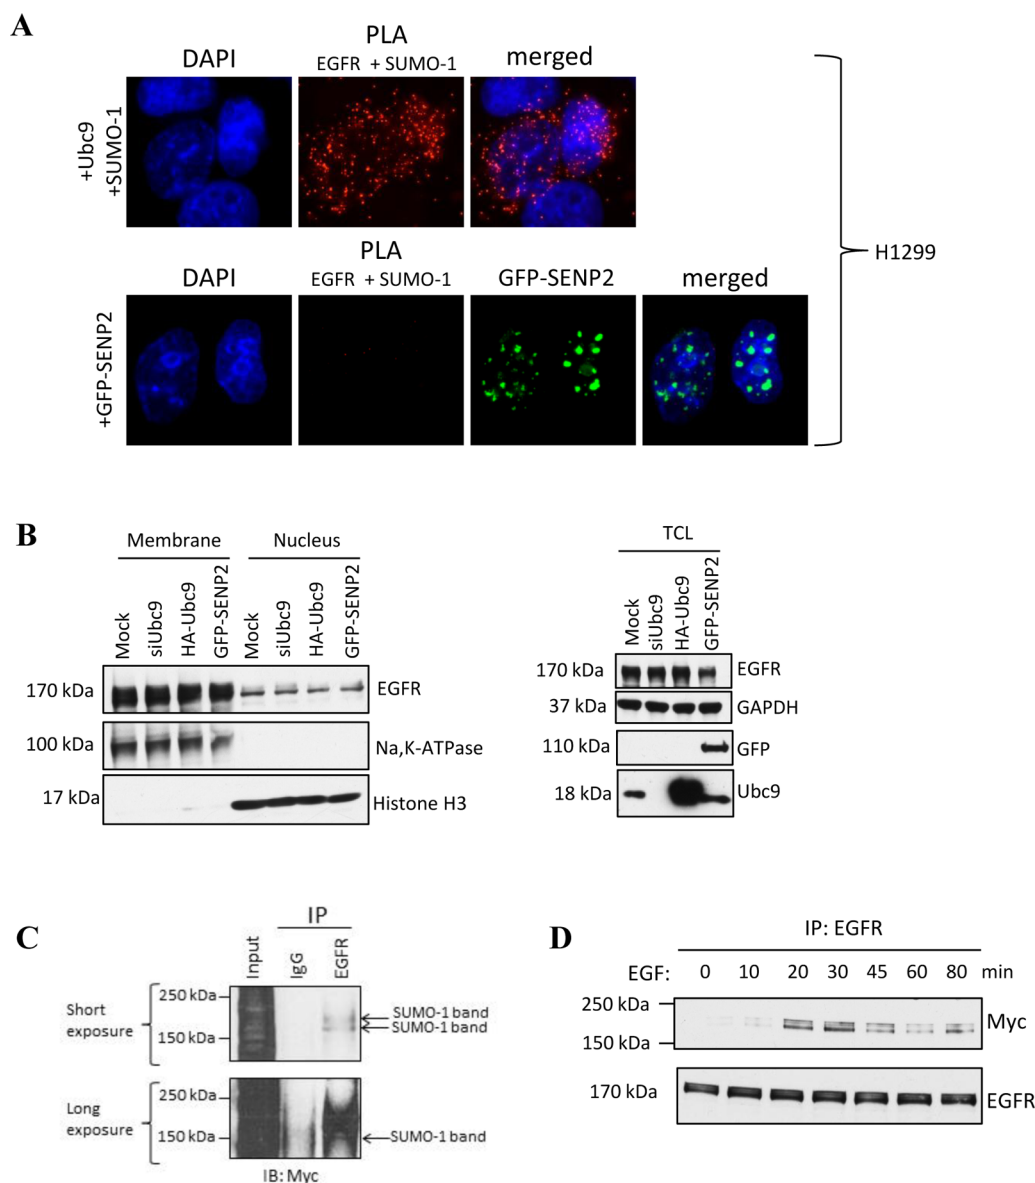 A
PLA
DAPI
EGFR + SUMO-1
merged
+Ubc9
+SUMO-1
PLA
DAPI
EGFR + SUMO-1
GFP-SENP2
merged
+GFP-SENP2
H1299
B
Membrane
Nucleus
Mock
siUbc9
HA-Ubc9
GFP-SENP2
Mock
siUbc9
HA-Ubc9
GFP-SENP2
170 kDa
EGFR
100 kDa
Na,K-ATPase
17 kDa
Histone H3
TCL
Mock
siUbc9
HA-Ubc9
GFP-SENP2
170 kDa
EGFR
37 kDa
GAPDH
110 kDa
GFP
18 kDa
Ubc9
C
IP
Input
IgG
EGFR
Short
exposure
250 kDa
150 kDa
SUMO-1 band
SUMO-1 band
Long
exposure
250 kDa
150 kDa
SUMO-1 band
IB: Myc
D
IP: EGFR
EGF: 0 10 20 30 45 60 80 min
250 kDa
150 kDa
Myc
170 kDa
EGFR